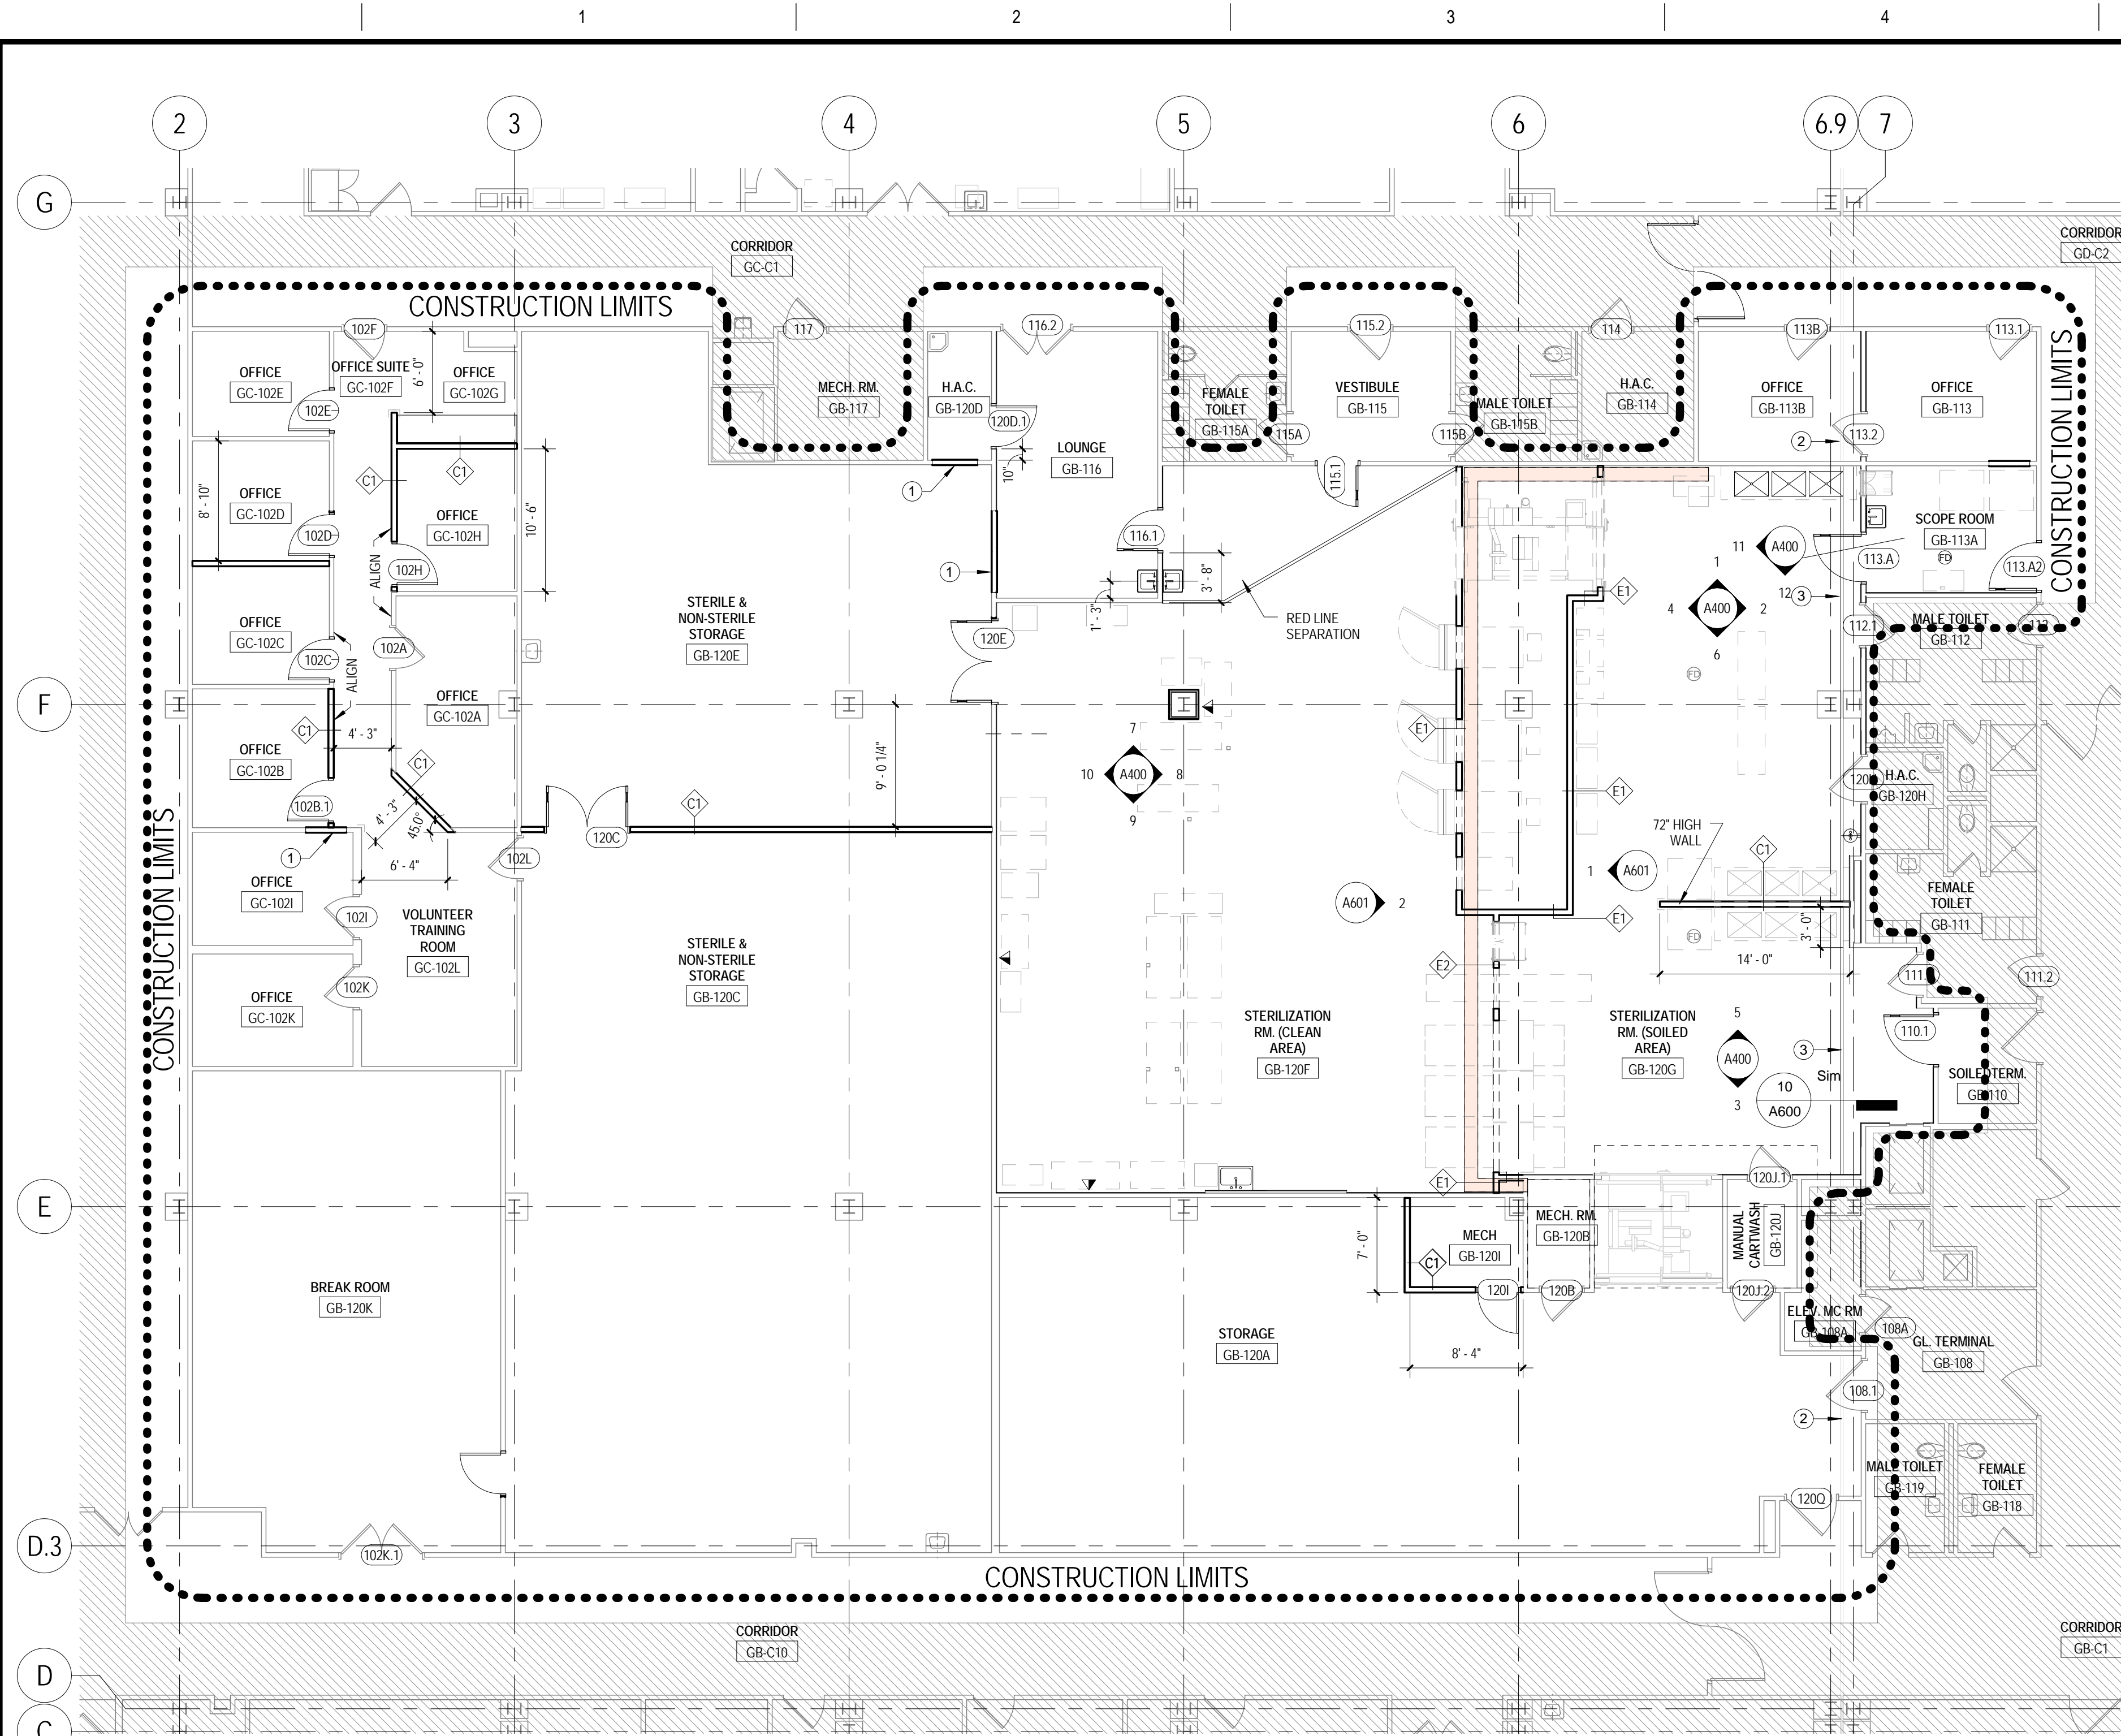 1
2
3
4
2
3
4
5
6
6.9
7
G
F
E
D.3
D
C
CORRIDOR
GC-C1
CORRIDOR
GD-C2
CONSTRUCTION LIMITS
CONSTRUCTION LIMITS
CONSTRUCTION LIMITS
CONSTRUCTION LIMITS
102F
117
116.2
115.2
114
113B
113.1
OFFICE
GC-102E
OFFICE SUITE
GC-102F
6' - 0"
OFFICE
GC-102G
MECH. RM.
GB-117
H.A.C.
GB-120D
FEMALE
TOILET
GB-115A
VESTIBULE
GB-115
MALE TOILET
GB-115B
H.A.C.
GB-114
OFFICE
GB-113B
OFFICE
GB-113
102E
120D.1
115A
115B
2
113.2
LOUNGE
GB-116
10"
C1
C1
1
115.1
8' - 10"
OFFICE
GC-102D
102D
OFFICE
GC-102H
10' - 6"
102H
ALIGN
116.1
3' - 8"
1' - 3"
1
SCOPE ROOM
GB-113A
FD
11
A400
113.A
113.A2
1
4
A400
2
6
12
3
E1
STERILE &
NON-STERILE
STORAGE
GB-120E
120E
RED LINE
SEPARATION
112.1
MALE TOILET
GB-112
OFFICE
GC-102C
102C
ALIGN
102A
OFFICE
GC-102A
FD
C1
4' - 3"
OFFICE
GC-102B
102B.1
C1
4' - 3"
45.0°
6' - 4"
1
9' - 0 1/4"
C1
120C
102L
7
10
A400
8
9
E1
E1
H.A.C.
GB-120H
72" HIGH
WALL
C1
1
A601
A601
2
E1
OFFICE
GC-102I
102I
VOLUNTEER
TRAINING
ROOM
GC-102L
STERILE &
NON-STERILE
STORAGE
GB-120C
FEMALE
TOILET
GB-111
FD
3' - 0"
14' - 0"
E2
111.2
OFFICE
GC-102K
102K
STERILIZATION
RM. (CLEAN
AREA)
GB-120F
STERILIZATION
RM. (SOILED
AREA)
GB-120G
5
A400
3
3
Sim
10
A600
110.1
SOILED TERM.
GB-110
E1
120J.1
MECH
GB-120I
MECH. RM.
GB-120B
MANUAL
CARTWASH
GB-120J
7' - 0"
C1
120I
120B
120J.2
8' - 4"
BREAK ROOM
GB-120K
STORAGE
GB-120A
ELEV. MC RM
GB-108A
108A
GL. TERMINAL
GB-108
108.1
2
MALE TOILET
GB-119
FEMALE
TOILET
GB-118
120Q
102K.1
CORRIDOR
GB-C10
CORRIDOR
GB-C1